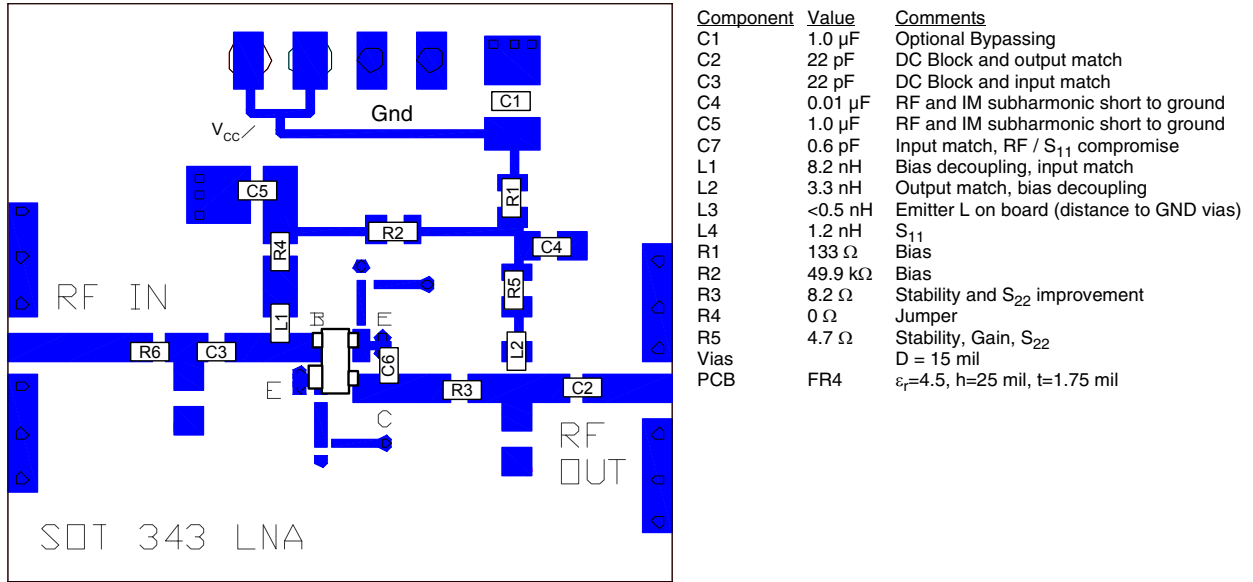 C1
Gnd
VCC
C5
R1
R4
R2
C4
R5
RF IN
L1
B
E
R6
C3
C6
L2
E
R3
C2
C
RF
OUT
SOT 343 LNA
Component Value Comments
C1 1.0 µF Optional Bypassing
C2 22 pF DC Block and output match
C3 22 pF DC Block and input match
C4 0.01 µF RF and IM subharmonic short to ground
C5 1.0 µF RF and IM subharmonic short to ground
C7 0.6 pF Input match, RF / S11 compromise
L1 8.2 nH Bias decoupling, input match
L2 3.3 nH Output match, bias decoupling
L3 <0.5 nH Emitter L on board (distance to GND vias)
L4 1.2 nH S11
R1 133 Ω Bias
R2 49.9 kΩ Bias
R3 8.2 Ω Stability and S22 improvement
R4 0 Ω Jumper
R5 4.7 Ω Stability, Gain, S22
Vias D = 15 mil
PCB FR4 εr=4.5, h=25 mil, t=1.75 mil